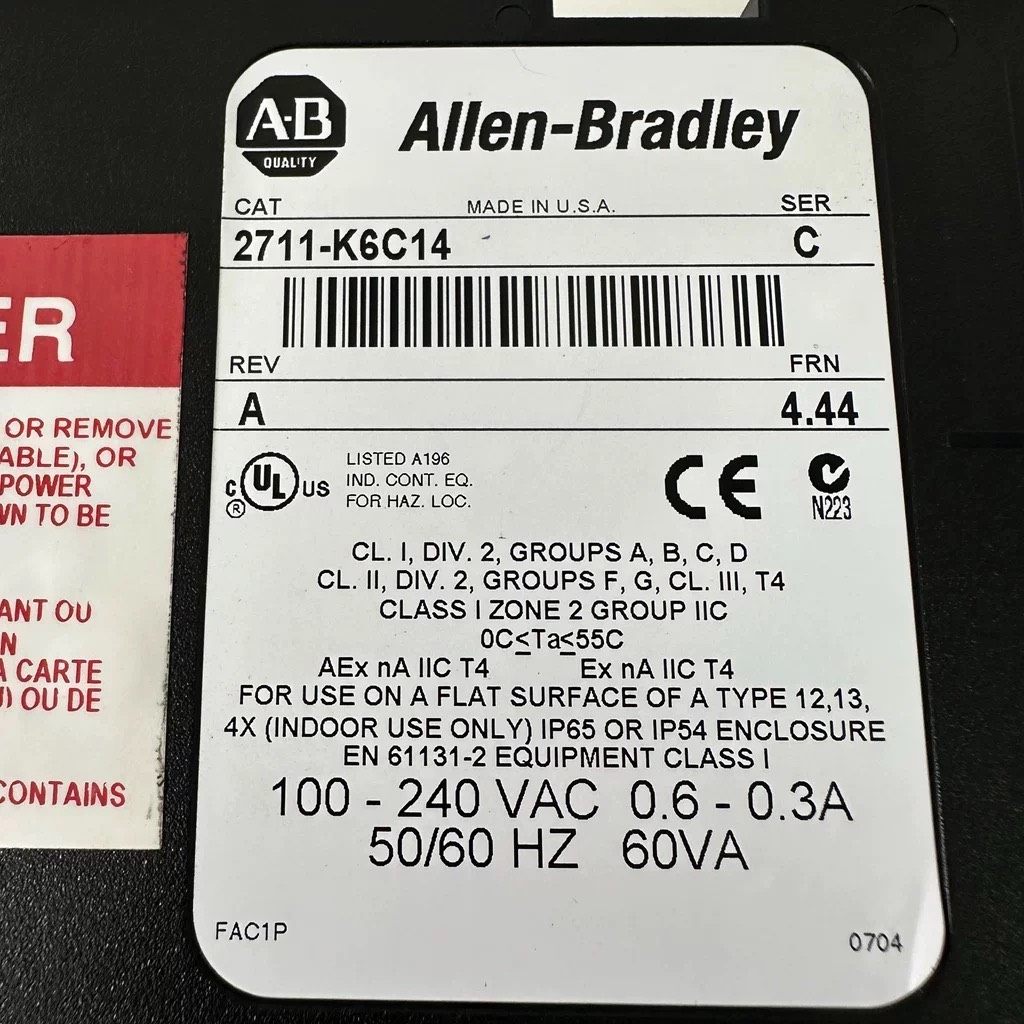 A-B
QUALITY
Allen-Bradley
CAT MADE IN U.S.A. SER
2711-K6C14 C
REV FRN
A 4.44
C UL US ®
LISTED A196
IND. CONT. EQ.
FOR HAZ. LOC.
CE
N223
CL. I, DIV. 2, GROUPS A, B, C, D
CL. II, DIV. 2, GROUPS F, G, CL. III, T4
CLASS I ZONE 2 GROUP IIC
0C≤Ta≤55C
AEx nA IIC T4 Ex nA IIC T4
FOR USE ON A FLAT SURFACE OF A TYPE 12,13,
4X (INDOOR USE ONLY) IP65 OR IP54 ENCLOSURE
EN 61131-2 EQUIPMENT CLASS I
100 - 240 VAC 0.6 - 0.3A
50/60 HZ 60VA
FAC1P 0704
ER
OR REMOVE
ABLE), OR
POWER
WN TO BE
ANT OU
N
A CARTE
U) OU DE
CONTAINS